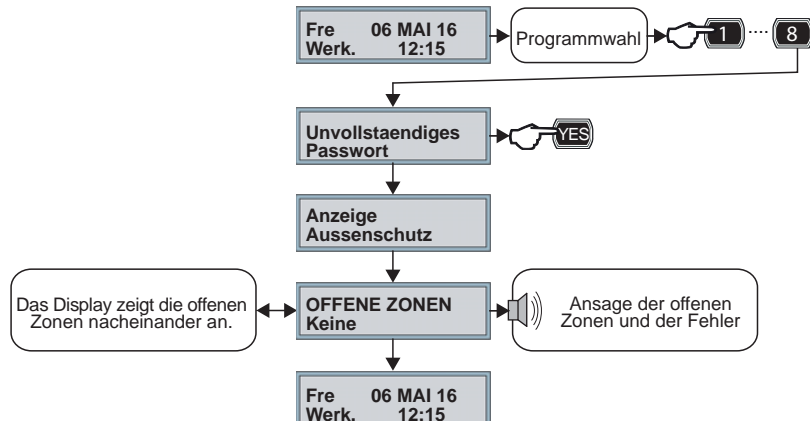 Fre 06 MAI 16
Werk. 12:15
Programmwahl
1 .... 8
Unvollstaendiges
Passwort
YES
Anzeige
Aussenschutz
Das Display zeigt die offenen
Zonen nacheinander an.
OFFENE ZONEN
Keine
Ansage der offenen
Zonen und der Fehler
Fre 06 MAI 16
Werk. 12:15